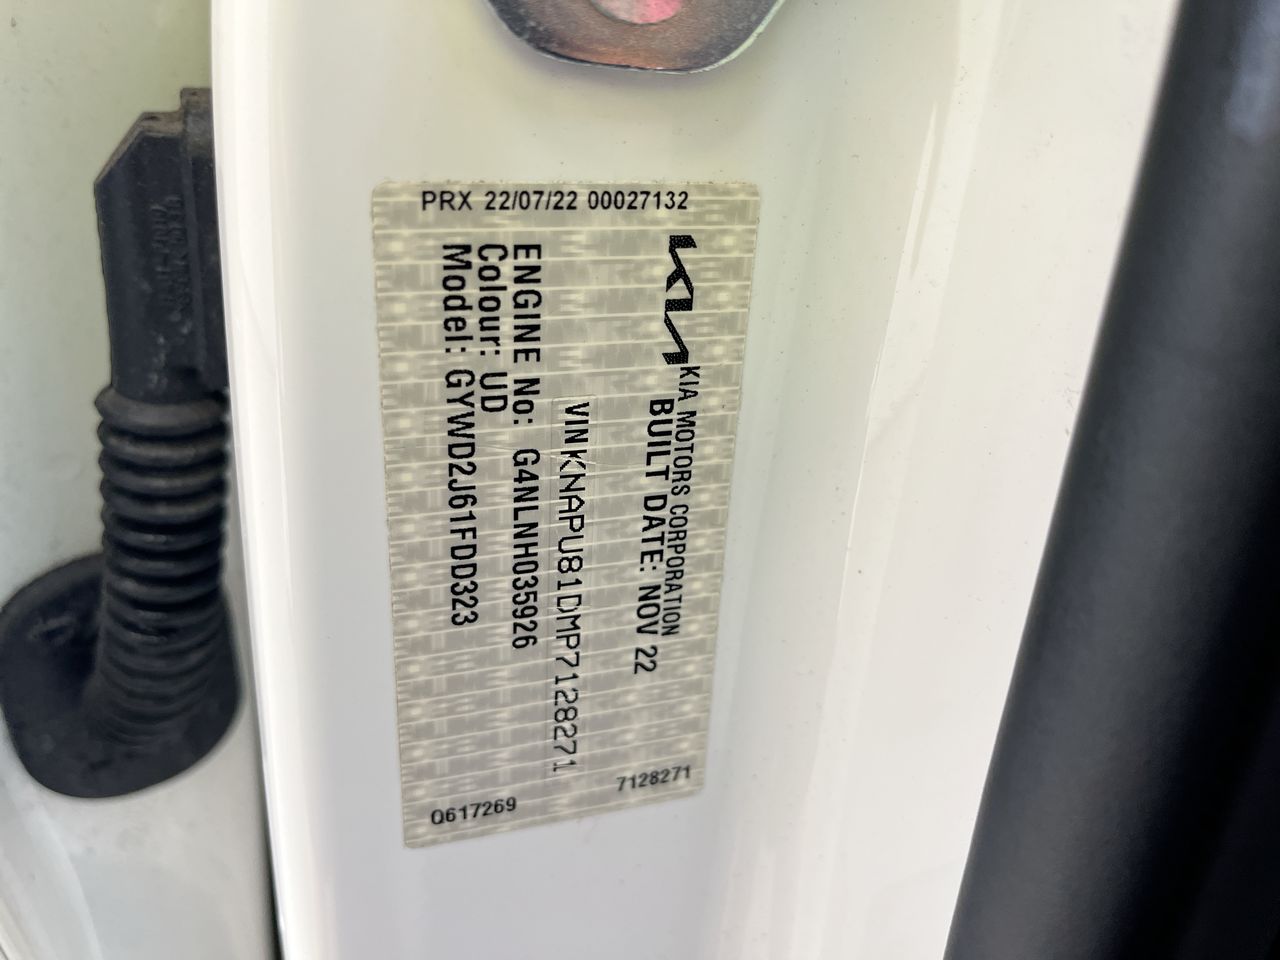 PRX 22/07/22 00027132
KIA
KIA MOTORS CORPORATION
BUILT DATE: NOV 22
VIN KNAPU81DMP7128271
ENGINE No: G4NLNH035926
Colour: UD
Model: GYWD2J61FDD323
7128271
Q617269